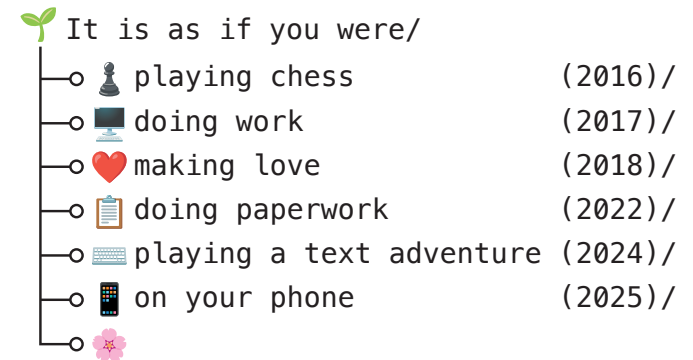 🌱 It is as if you were/
♟️ playing chess (2016)/
🖥️ doing work (2017)/
❤️ making love (2018)/
📋 doing paperwork (2022)/
⌨️ playing a text adventure (2024)/
📱 on your phone (2025)/
🌸